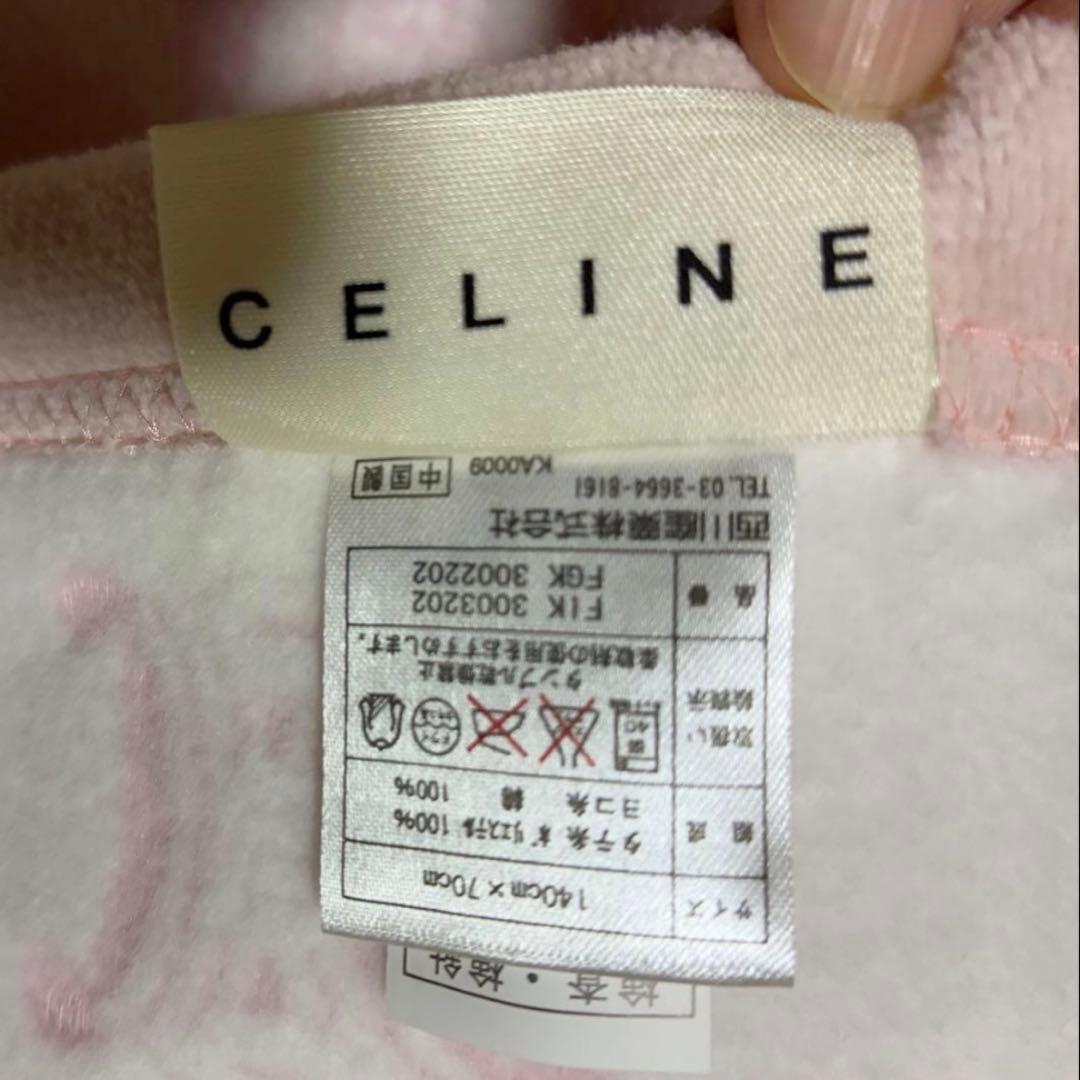 CELINE
サイズ 140cm×70cm
組成 タテ糸 ポリエステル 100%
ヨコ糸 綿 100%
取扱い
絵表示
40
ドライ
タンブル乾燥禁止
柔軟剤の使用をおすすめします。
品番 FIK 3003202
FGK 3002202
西川産業株式会社
TEL.03-3664-8161
KA0009 中国製
検査・検針